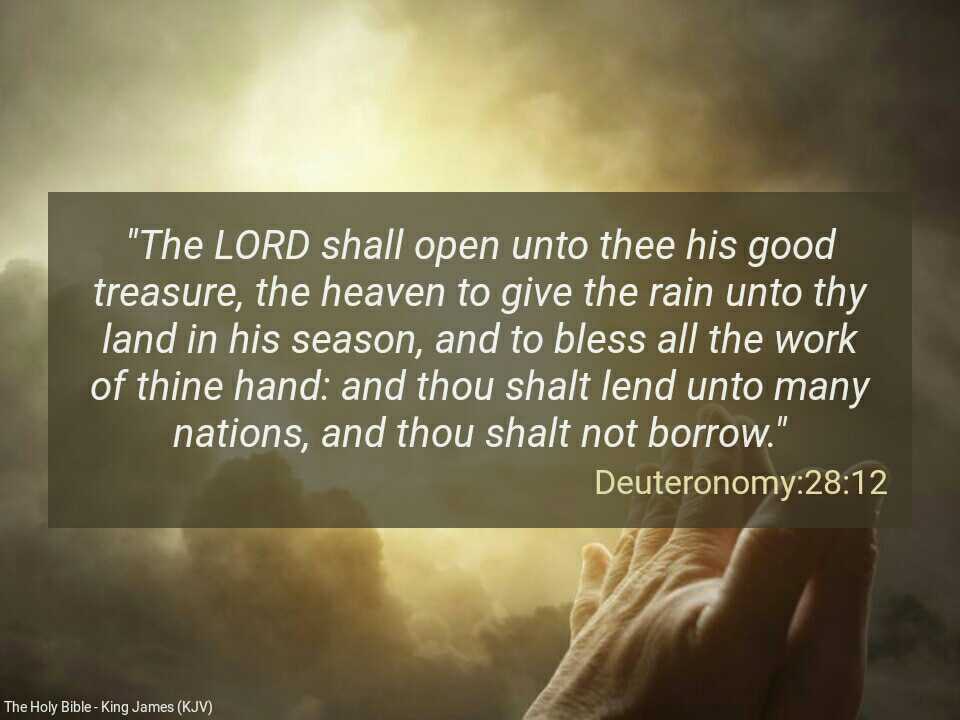 "The LORD shall open unto thee his good
treasure, the heaven to give the rain unto thy
land in his season, and to bless all the work
of thine hand: and thou shalt lend unto many
nations, and thou shalt not borrow."
Deuteronomy:28:12
The Holy Bible - King James (KJV)